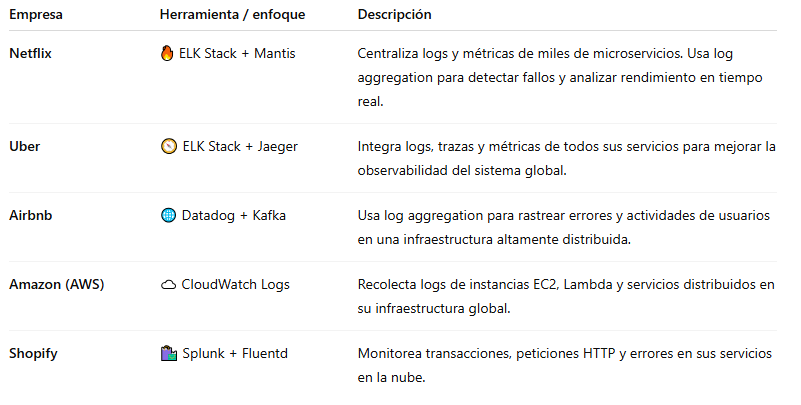 Empresa Herramienta / enfoque Descripción
Netflix 🔥 ELK Stack + Mantis Centraliza logs y métricas de miles de microservicios. Usa log
aggregation para detectar fallos y analizar rendimiento en tiempo
real.
Uber 🧭 ELK Stack + Jaeger Integra logs, trazas y métricas de todos sus servicios para mejorar la
observabilidad del sistema global.
Airbnb 🌐 Datadog + Kafka Usa log aggregation para rastrear errores y actividades de usuarios
en una infraestructura altamente distribuida.
Amazon (AWS) ☁ CloudWatch Logs Recolecta logs de instancias EC2, Lambda y servicios distribuidos en
su infraestructura global.
Shopify 🛍 Splunk + Fluentd Monitorea transacciones, peticiones HTTP y errores en sus servicios
en la nube.